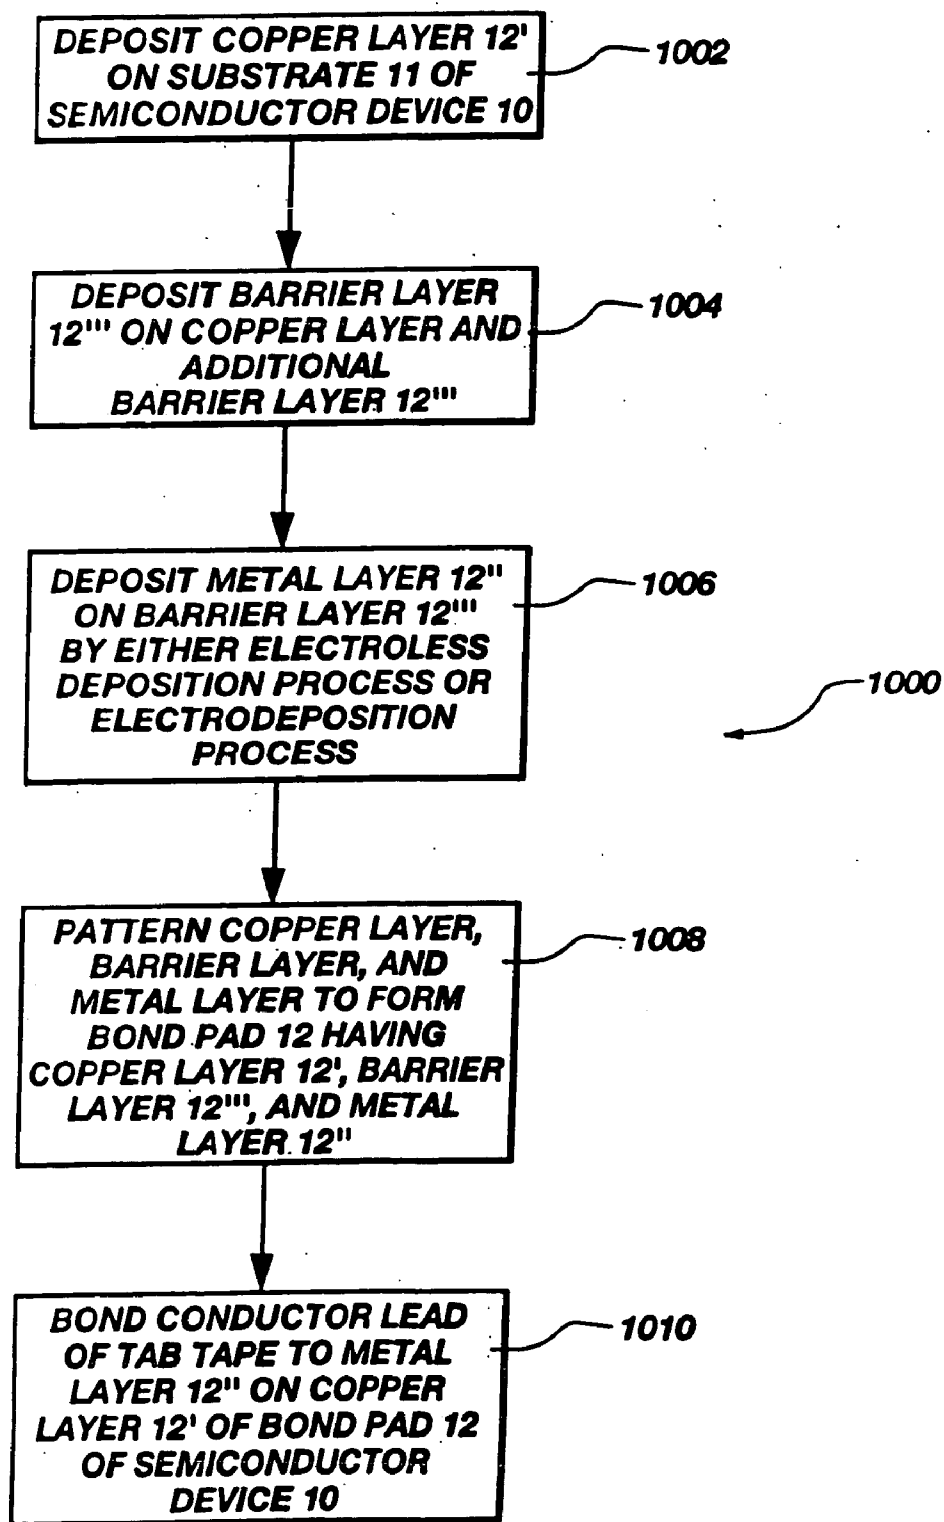 DEPOSIT COPPER LAYER 12'
ON SUBSTRATE 11 OF
SEMICONDUCTOR DEVICE 10
1002
DEPOSIT BARRIER LAYER
12''' ON COPPER LAYER AND
ADDITIONAL
BARRIER LAYER 12'''
1004
DEPOSIT METAL LAYER 12''
ON BARRIER LAYER 12'''
BY EITHER ELECTROLESS
DEPOSITION PROCESS OR
ELECTRODEPOSITION
PROCESS
1006
1000
PATTERN COPPER LAYER,
BARRIER LAYER, AND
METAL LAYER TO FORM
BOND PAD 12 HAVING
COPPER LAYER 12', BARRIER
LAYER 12''', AND METAL
LAYER 12''
1008
BOND CONDUCTOR LEAD
OF TAB TAPE TO METAL
LAYER 12'' ON COPPER
LAYER 12' OF BOND PAD 12
OF SEMICONDUCTOR
DEVICE 10
1010